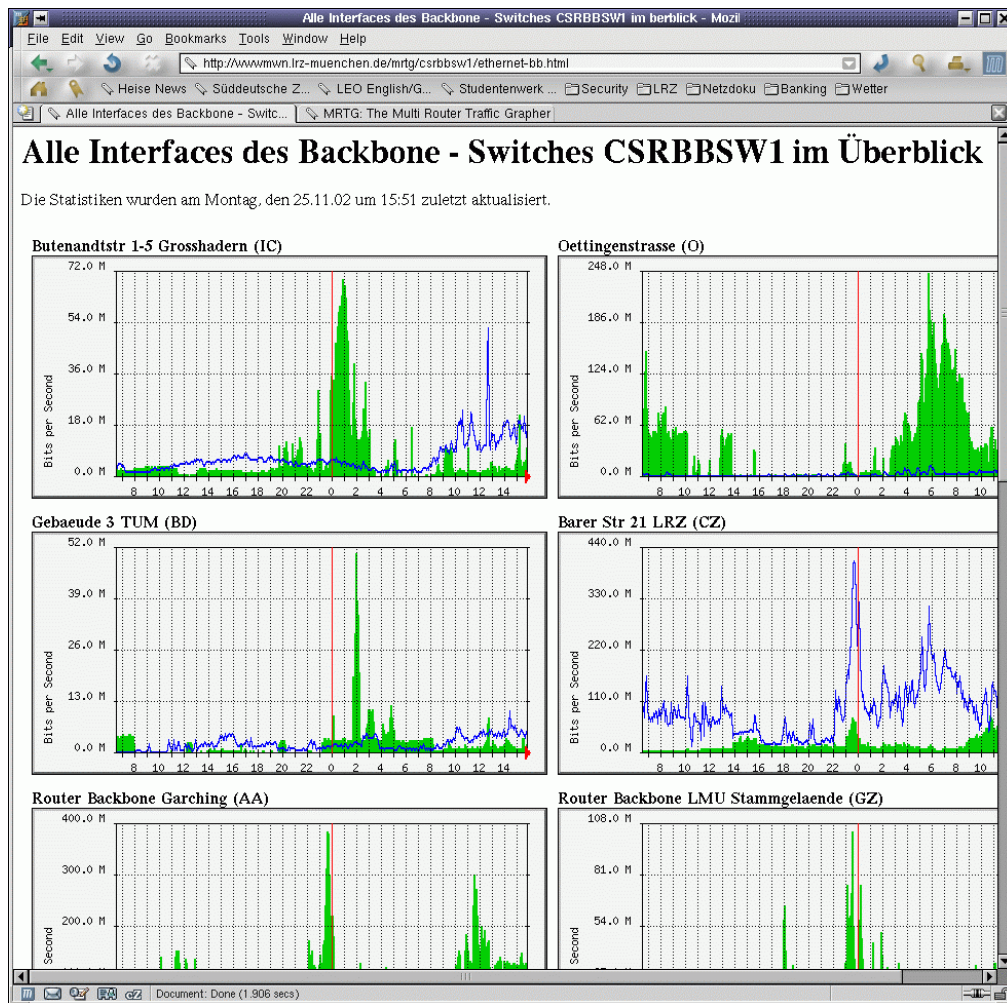 Alle Interfaces des Backbone - Switches CSRBBSW1 im berblick - Mozil
File Edit View Go Bookmarks Tools Window Help
http://wwwmwn.lrz-muenchen.de/mrtg/csrbbsw1/ethernet-bb.html
Heise News Süddeutsche Z... LEO English/G... Studentenwerk ... Security LRZ Netzdoku Banking Wetter
Alle Interfaces des Backbone - Switc... MRTG: The Multi Router Traffic Grapher
Alle Interfaces des Backbone - Switches CSRBBSW1 im Überblick
Die Statistiken wurden am Montag, den 25.11.02 um 15:51 zuletzt aktualisiert.
Butenandtstr 1-5 Grosshadern (IC)
72.0 M
54.0 M
36.0 M
18.0 M
0.0 M
Bits per Second
8 10 12 14 16 18 20 22 0 2 4 6 8 10 12 14
Oettingenstrasse (O)
248.0 M
186.0 M
124.0 M
62.0 M
0.0 M
Bits per Second
8 10 12 14 16 18 20 22 0 2 4 6 8 10
Gebaeude 3 TUM (BD)
52.0 M
39.0 M
26.0 M
13.0 M
0.0 M
Bits per Second
8 10 12 14 16 18 20 22 0 2 4 6 8 10 12 14
Barer Str 21 LRZ (CZ)
440.0 M
330.0 M
220.0 M
110.0 M
0.0 M
Bits per Second
8 10 12 14 16 18 20 22 0 2 4 6 8 10
Router Backbone Garching (AA)
400.0 M
300.0 M
200.0 M
Second
Router Backbone LMU Stammgelaende (GZ)
108.0 M
81.0 M
54.0 M
Second
Document: Done (1.906 secs)